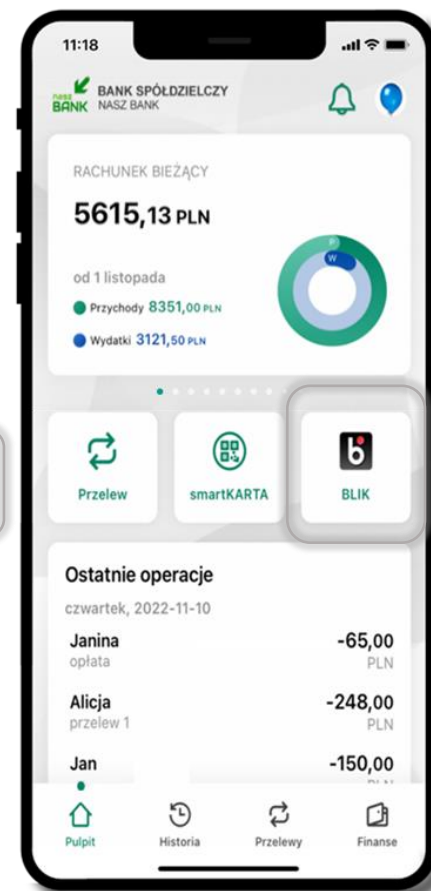 11:18
nasz
BANK
BANK SPÓŁDZIELCZY
NASZ BANK
RACHUNEK BIEŻĄCY
5615,13 PLN
od 1 listopada
Przychody 8351,00 PLN
Wydatki 3121,50 PLN
P
W
Przelew
smartKARTA
b
BLIK
Ostatnie operacje
czwartek, 2022-11-10
Janina -65,00
opłata PLN
Alicja -248,00
przelew 1 PLN
Jan -150,00
Pulpit Historia Przelewy Finanse